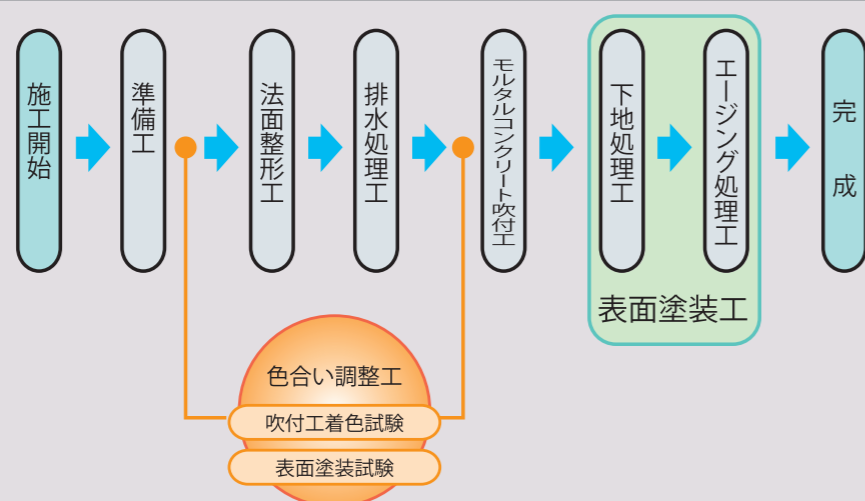 施工開始
準備工
法面整形工
排水処理工
モルタルコンクリート吹付工
下地処理工
エージング処理工
完成
表面塗装工
色合い調整工
吹付工着色試験
表面塗装試験